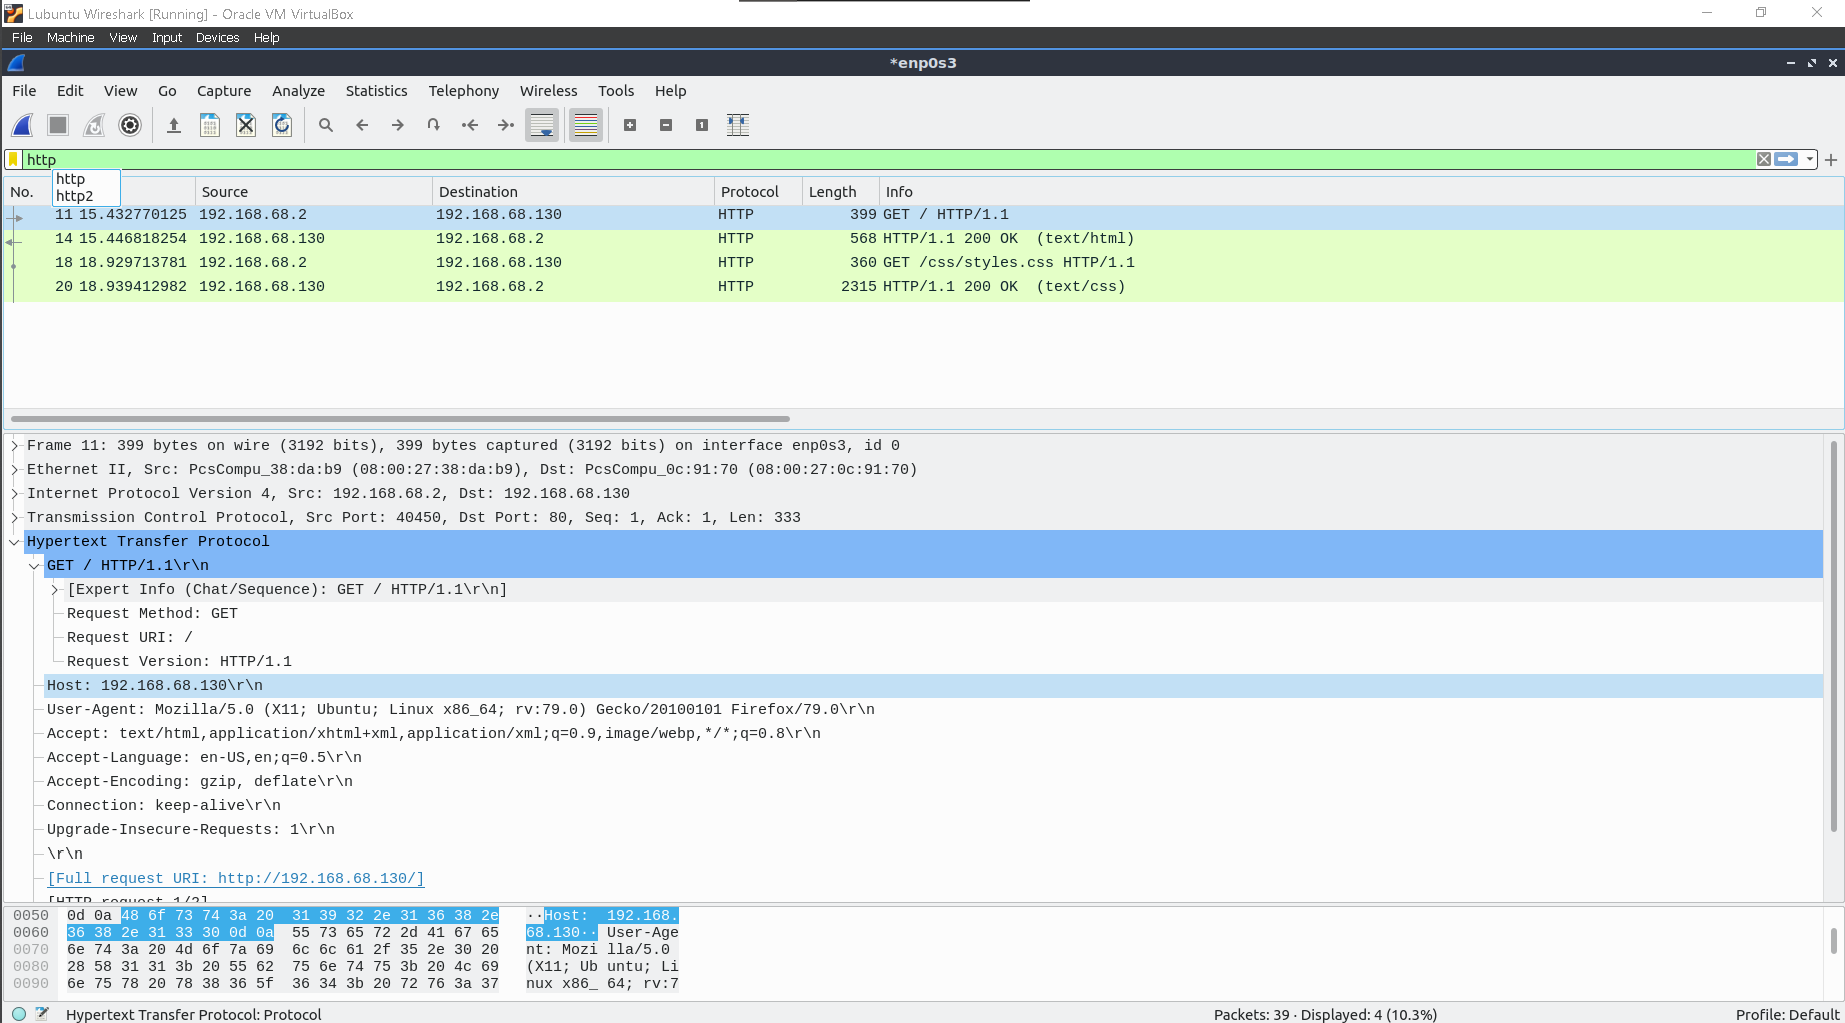 Lubuntu Wireshark [Running] - Oracle VM VirtualBox
File Machine View Input Devices Help
*enp0s3
File Edit View Go Capture Analyze Statistics Telephony Wireless Tools Help
http
http
http2
No. Source Destination Protocol Length Info
11 15.432770125 192.168.68.2 192.168.68.130 HTTP 399 GET / HTTP/1.1
14 15.446818254 192.168.68.130 192.168.68.2 HTTP 568 HTTP/1.1 200 OK (text/html)
18 18.929713781 192.168.68.2 192.168.68.130 HTTP 360 GET /css/styles.css HTTP/1.1
20 18.939412982 192.168.68.130 192.168.68.2 HTTP 2315 HTTP/1.1 200 OK (text/css)
Frame 11: 399 bytes on wire (3192 bits), 399 bytes captured (3192 bits) on interface enp0s3, id 0
Ethernet II, Src: PcsCompu_38:da:b9 (08:00:27:38:da:b9), Dst: PcsCompu_0c:91:70 (08:00:27:0c:91:70)
Internet Protocol Version 4, Src: 192.168.68.2, Dst: 192.168.68.130
Transmission Control Protocol, Src Port: 40450, Dst Port: 80, Seq: 1, Ack: 1, Len: 333
Hypertext Transfer Protocol
GET / HTTP/1.1\r\n
[Expert Info (Chat/Sequence): GET / HTTP/1.1\r\n]
Request Method: GET
Request URI: /
Request Version: HTTP/1.1
Host: 192.168.68.130\r\n
User-Agent: Mozilla/5.0 (X11; Ubuntu; Linux x86_64; rv:79.0) Gecko/20100101 Firefox/79.0\r\n
Accept: text/html,application/xhtml+xml,application/xml;q=0.9,image/webp,*/*;q=0.8\r\n
Accept-Language: en-US,en;q=0.5\r\n
Accept-Encoding: gzip, deflate\r\n
Connection: keep-alive\r\n
Upgrade-Insecure-Requests: 1\r\n
\r\n
[Full request URI: http://192.168.68.130/]
[HTTP request 1/2]
0050 0d 0a 48 6f 73 74 3a 20 31 39 32 2e 31 36 38 2e ··Host: 192.168.
0060 36 38 2e 31 33 30 0d 0a 55 73 65 72 2d 41 67 65 68.130·· User-Age
0070 6e 74 3a 20 4d 6f 7a 69 6c 6c 61 2f 35 2e 30 20 nt: Mozi lla/5.0
0080 28 58 31 31 3b 20 55 62 75 6e 74 75 3b 20 4c 69 (X11; Ub untu; Li
0090 6e 75 78 20 78 38 36 5f 36 34 3b 20 72 76 3a 37 nux x86_ 64; rv:7
Hypertext Transfer Protocol: Protocol Packets: 39 · Displayed: 4 (10.3%) Profile: Default